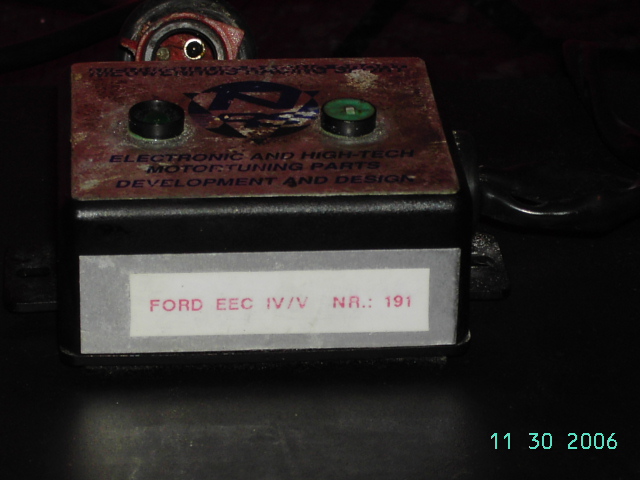 ELECTRONIC AND HIGH-TECH
MOTORTUNING PARTS
DEVELOPMENT AND DESIGN
FORD EEC IV/V NR.: 191
11 30 2006